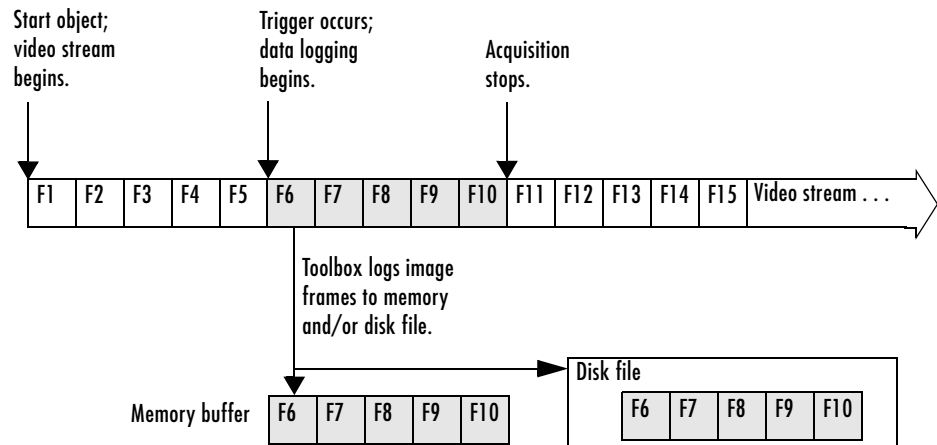 Start object;
video stream
begins.
Trigger occurs;
data logging
begins.
Acquisition
stops.
F1 F2 F3 F4 F5 F6 F7 F8 F9 F10 F11 F12 F13 F14 F15 Video stream . . .
Toolbox logs image
frames to memory
and/or disk file.
Disk file
Memory buffer F6 F7 F8 F9 F10
F6 F7 F8 F9 F10